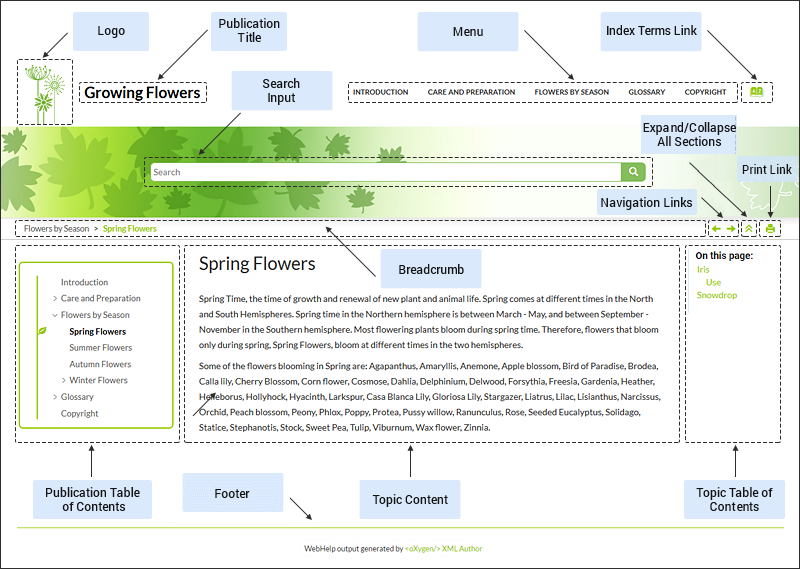 Logo
Publication
Title
Menu
Index Terms Link
Growing Flowers
Search
Input
INTRODUCTION
CARE AND PREPARATION
FLOWERS BY SEASON
GLOSSARY
COPYRIGHT
Expand/Collapse
All Sections
Print Link
Search
Navigation Links
Flowers by Season > Spring Flowers
Breadcrumb
Introduction
Care and Preparation
Flowers by Season
Spring Flowers
Summer Flowers
Autumn Flowers
Winter Flowers
Glossary
Copyright
Spring Flowers
Spring Time, the time of growth and renewal of new plant and animal life. Spring comes at different times in the North
and South Hemispheres. Spring time in the Northern hemisphere is between March - May, and between September -
November in the Southern hemisphere. Most flowering plants bloom during spring time. Therefore, flowers that bloom
only during spring, Spring Flowers, bloom at different times in the two hemispheres.
Some of the flowers blooming in Spring are: Agapanthus, Amaryllis, Anemone, Apple blossom, Bird of Paradise, Brodea,
Calla lily, Cherry Blossom, Corn flower, Cosmose, Dahlia, Delphinium, Delwood, Forsythia, Freesia, Gardenia, Heather,
Helleborus, Hollyhock, Hyacinth, Larkspur, Casa Blanca Lily, Gloriosa Lily, Stargazer, Liatrus, Lilac, Lisianthus, Narcissus,
Orchid, Peach blossom, Peony, Phlox, Poppy, Protea, Pussy willow, Ranunculus, Rose, Seeded Eucalyptus, Solidago,
Statice, Stephanotis, Stock, Sweet Pea, Tulip, Viburnum, Wax flower, Zinnia.
On this page:
Iris
Use
Snowdrop
Publication Table
of Contents
Footer
Topic Content
Topic Table of
Contents
WebHelp output generated by <oXygen/> XML Author